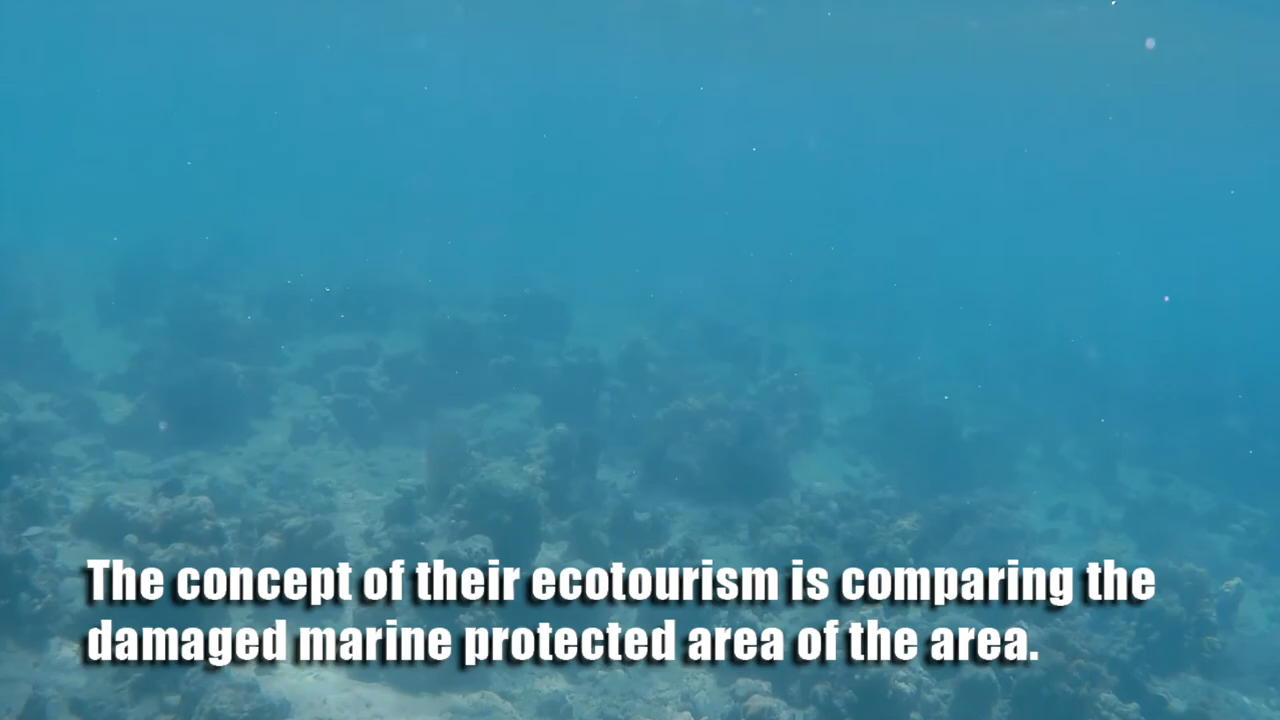 The concept of their ecotourism is comparing the
damaged marine protected area of the area.